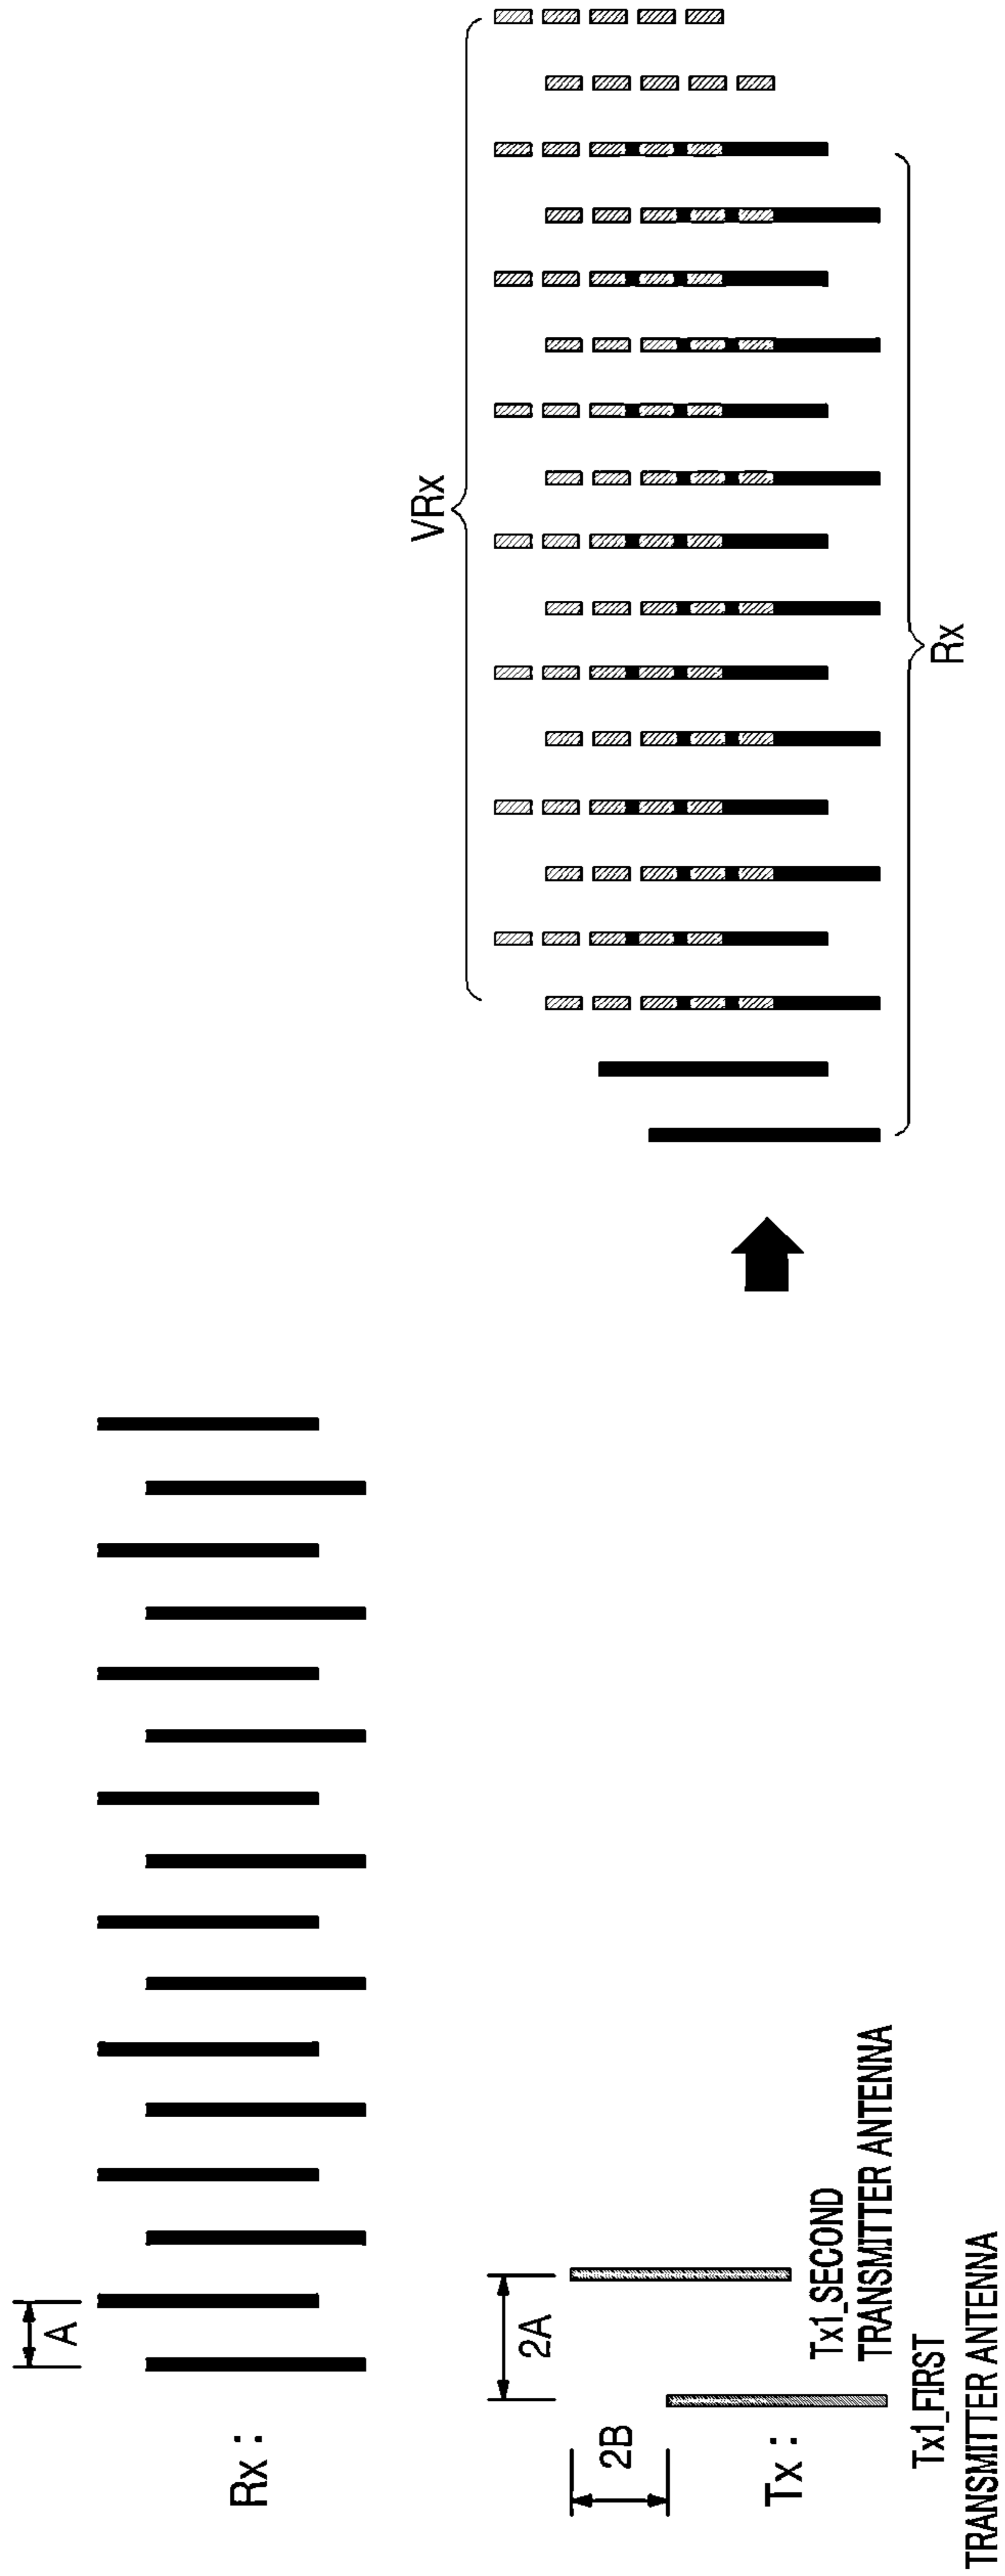 Rx :
A
Tx :
2B
2A
Tx1_FIRST
TRANSMITTER ANTENNA
Tx1_SECOND
TRANSMITTER ANTENNA
VRx
Rx